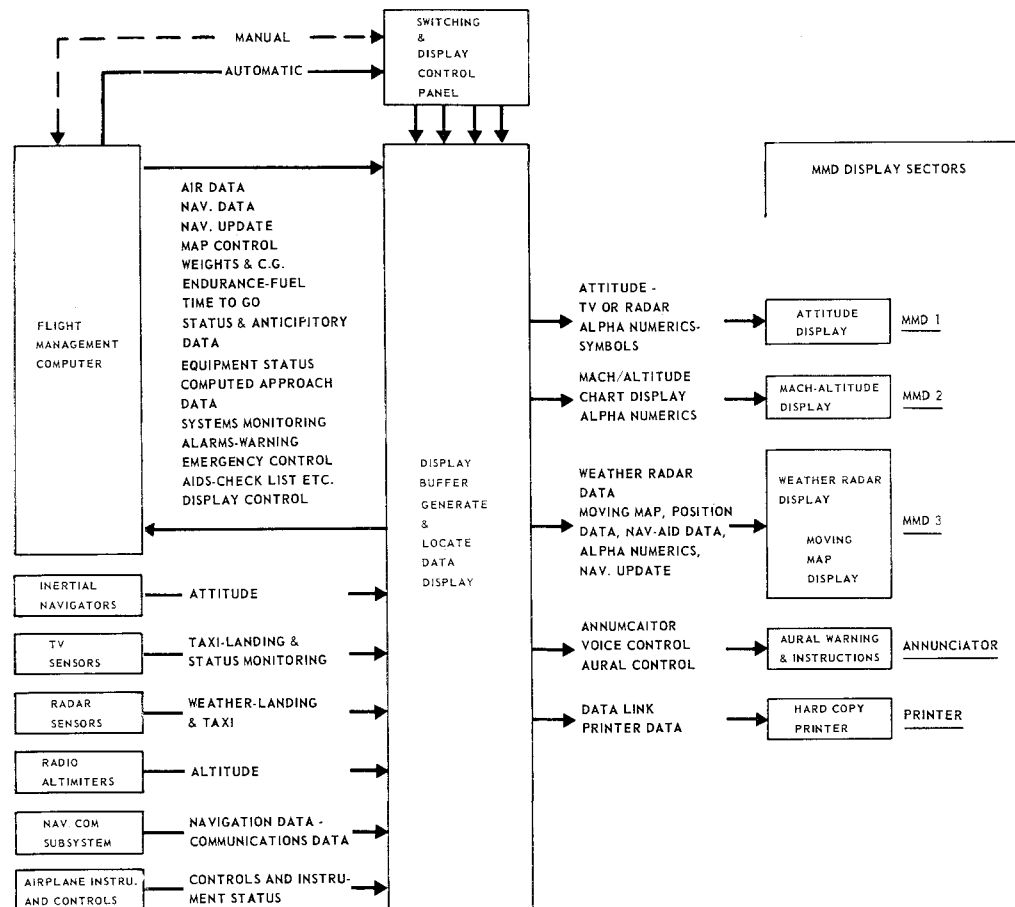 SWITCHING
&
DISPLAY
CONTROL
PANEL
MANUAL
AUTOMATIC
FLIGHT
MANAGEMENT
COMPUTER
AIR DATA
NAV. DATA
NAV. UPDATE
MAP CONTROL
WEIGHTS & C.G.
ENDURANCE-FUEL
TIME TO GO
STATUS & ANTICIPITORY
DATA
EQUIPMENT STATUS
COMPUTED APPROACH
DATA
SYSTEMS MONITORING
ALARMS-WARNING
EMERGENCY CONTROL
AIDS-CHECK LIST ETC.
DISPLAY CONTROL
INERTIAL
NAVIGATORS
ATTITUDE
TV
SENSORS
TAXI-LANDING &
STATUS MONITORING
RADAR
SENSORS
WEATHER-LANDING
& TAXI
RADIO
ALTIMITERS
ALTITUDE
NAV. COM
SUBSYSTEM
NAVIGATION DATA -
COMMUNICATIONS DATA
AIRPLANE INSTRU.
AND CONTROLS
CONTROLS AND INSTRU-
MENT STATUS
DISPLAY
BUFFER
GENERATE
&
LOCATE
DATA
DISPLAY
MMD DISPLAY SECTORS
ATTITUDE -
TV OR RADAR
ALPHA NUMERICS-
SYMBOLS
ATTITUDE
DISPLAY
MMD 1
MACH/ALTITUDE
CHART DISPLAY
ALPHA NUMERICS
MACH-ALTITUDE
DISPLAY
MMD 2
WEATHER RADAR
DATA
MOVING MAP, POSITION
DATA, NAV-AID DATA,
ALPHA NUMERICS,
NAV. UPDATE
WEATHER RADAR
DISPLAY
MOVING
MAP
DISPLAY
MMD 3
ANNUMCAITOR
VOICE CONTROL
AURAL CONTROL
AURAL WARNING
& INSTRUCTIONS
ANNUNCIATOR
DATA LINK
PRINTER DATA
HARD COPY
PRINTER
PRINTER